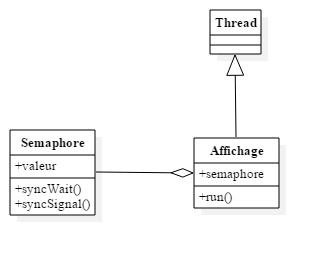 Thread
Semaphore
+valeur
+syncWait()
+syncSignal()
Affichage
+semaphore
+run()